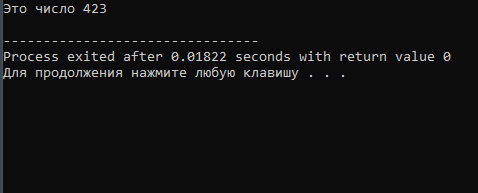 Это число 423
--------------------------------
Process exited after 0.01822 seconds with return value 0
Для продолжения нажмите любую клавишу . . .